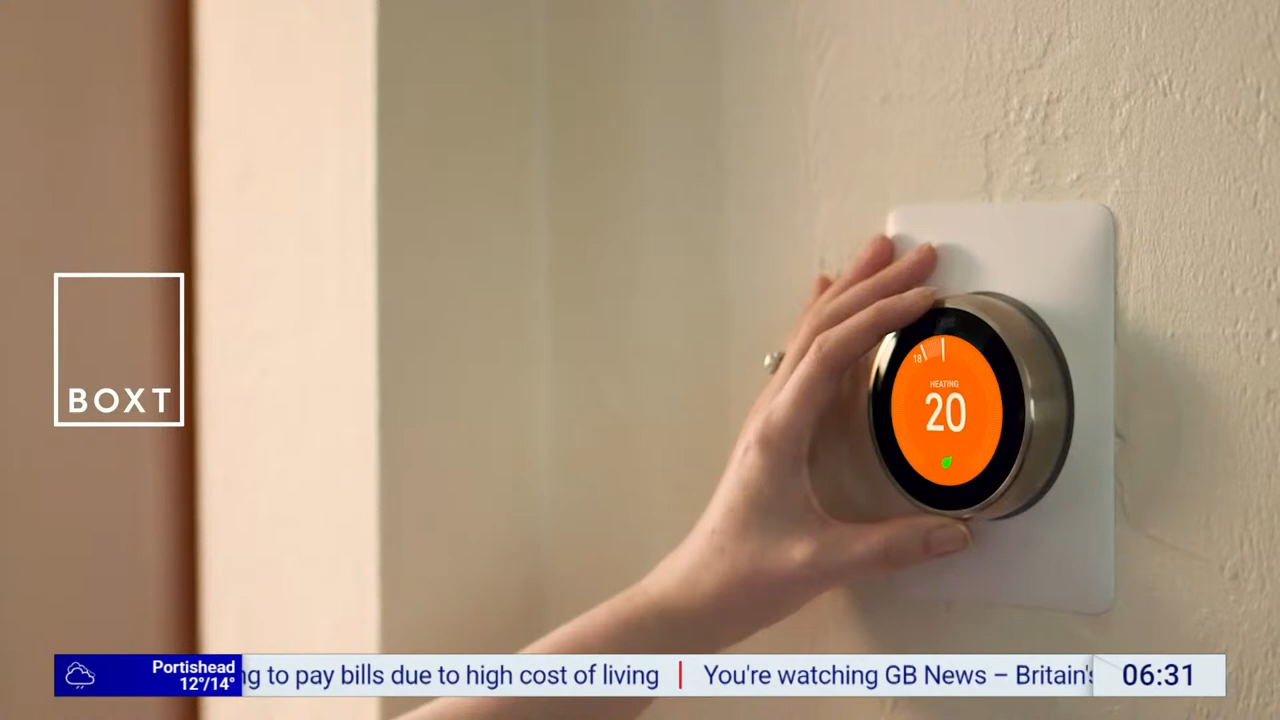 18
HEATING
20
BOXT
Portishead
12°/14°
ng to pay bills due to high cost of living
You're watching GB News – Britain's
06:31